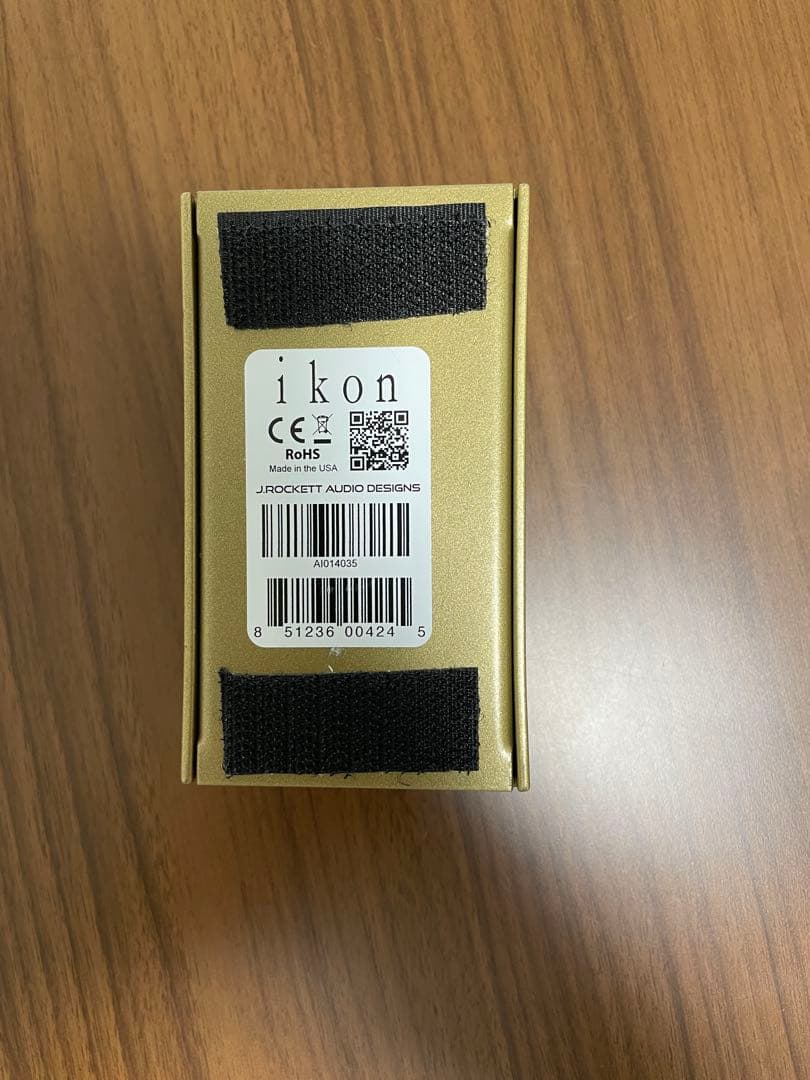 ikon
CE
RoHS
Made in the USA
J.ROCKETT AUDIO DESIGNS
AI014035
8 51236 00424 5